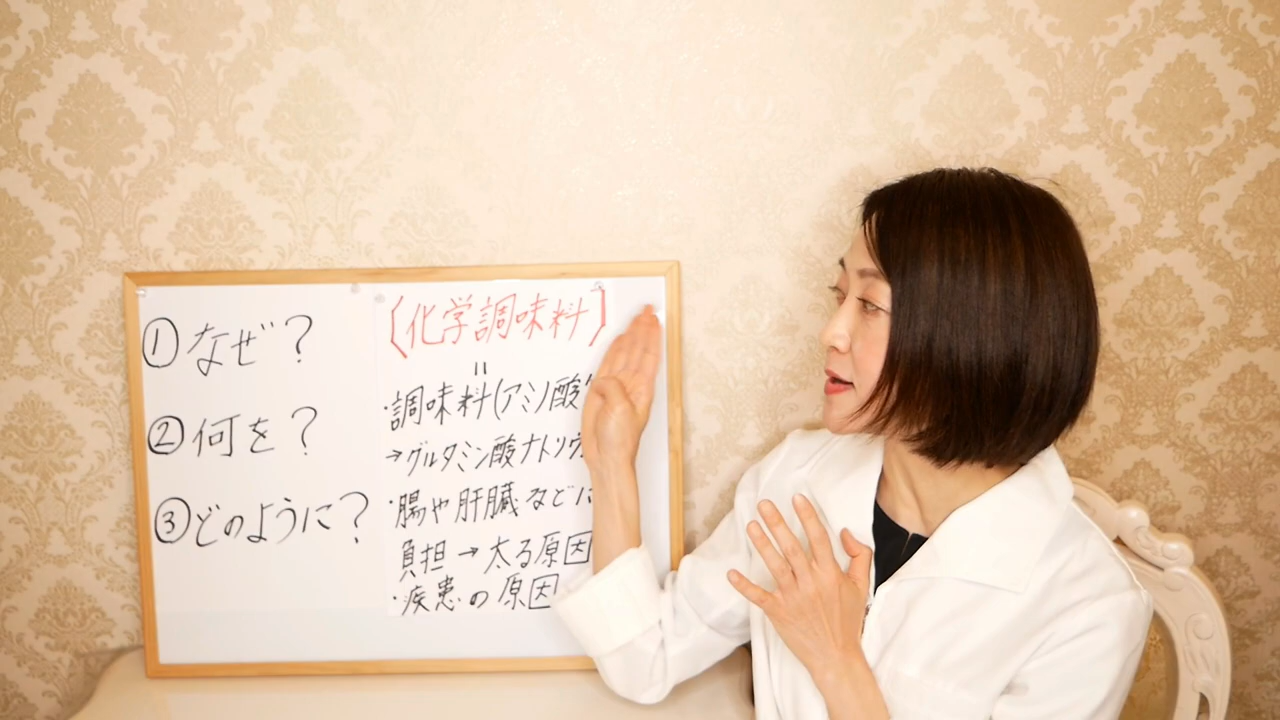 ① なぜ?
② 何を?
③ どのように?
〔化学調味料〕
=
・調味料(アミノ酸
→グルタミン酸ナトリウ
・腸や肝臓などに
負担→太る原因
・疾患の原因